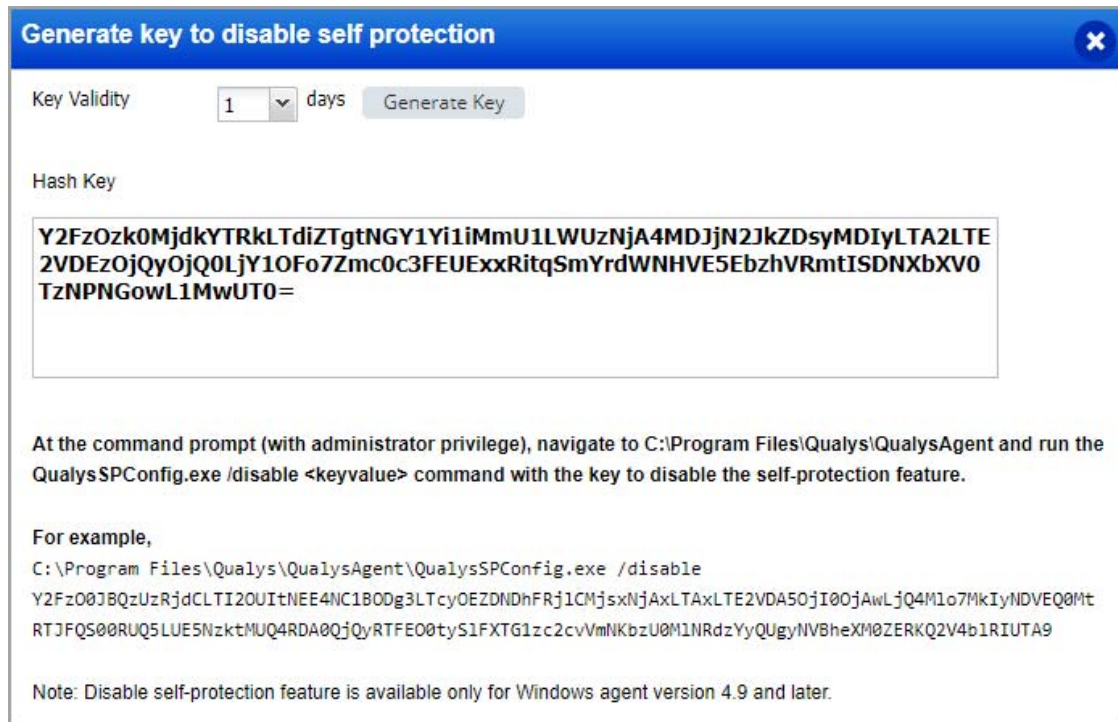 Generate key to disable self protection
Key Validity 1 days Generate Key
Hash Key
Y2FzOzk0MjdkYTRkLTdiZTgtNGY1Yi1iMmU1LWUzNjA4MDJjN2JkZDsyMDIyLTA2LTE
2VDEzOjQyOjQ0LjY1OFo7Zmc0c3FEUExxRitqSmYrdWNHVE5EbzhVRmtISDNXbXV0
TzNPNGowL1MwUT0=
At the command prompt (with administrator privilege), navigate to C:\Program Files\Qualys\QualysAgent and run the
QualysSPConfig.exe /disable <keyvalue> command with the key to disable the self-protection feature.
For example,
C:\Program Files\Qualys\QualysAgent\QualysSPConfig.exe /disable
Y2FzO0JBQzUzRjdCLTI2OUItNEE4NC1BODg3LTcyOEZDNDhFRjlCMjsxNjAxLTAxLTE2VDA5OjI0OjAwLjQ4Mlo7MkIyNDVEQ0Mt
RTJFQS00RUQ5LUE5NzktMUQ4RDA0QjQyRTFEO0tySlFXTG1zc2cvVmNKbzU0MlNRdzYyQUgyNVBheXM0ZERKQ2V4blRIUTA9
Note: Disable self-protection feature is available only for Windows agent version 4.9 and later.